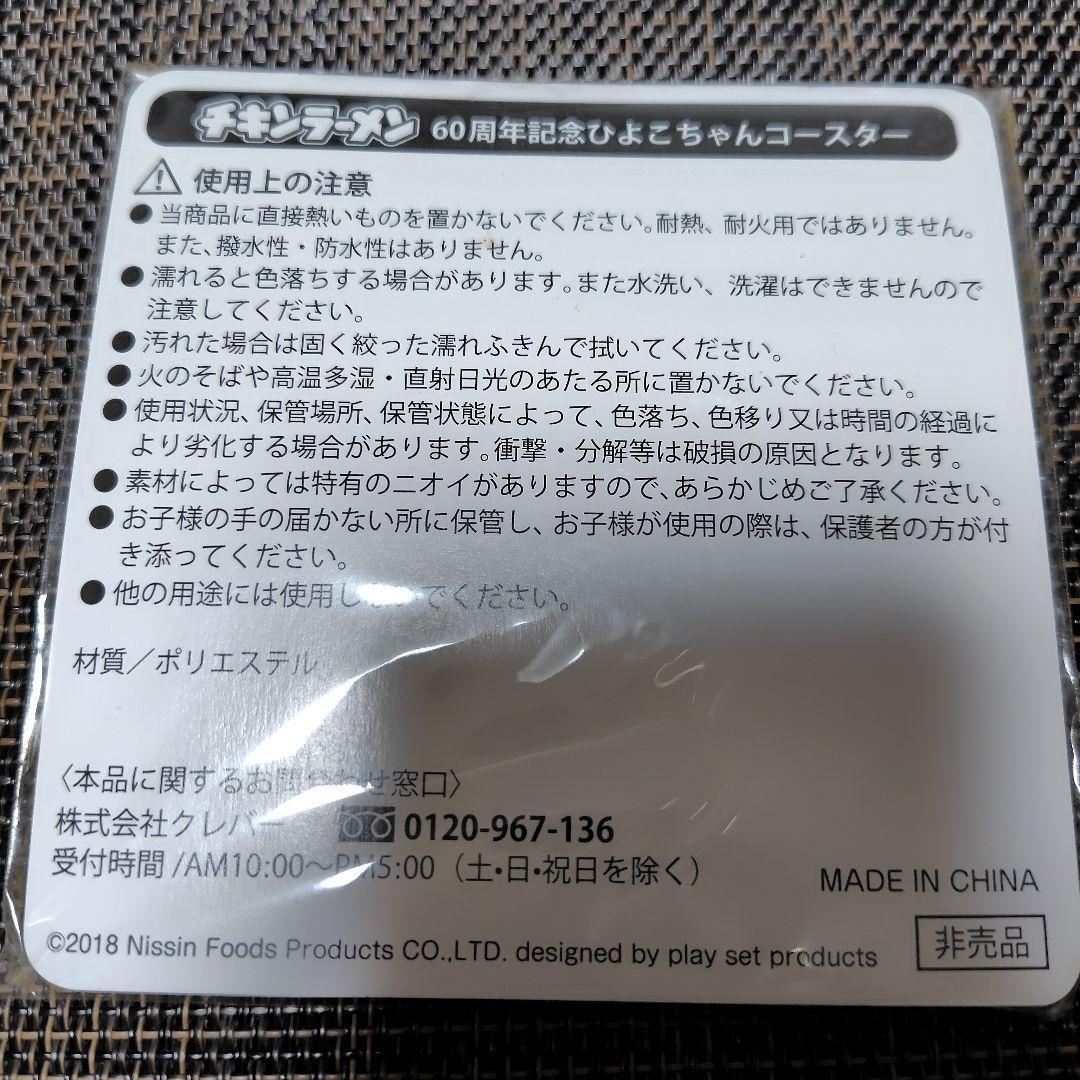 チキンラーメン 60周年記念ひよこちゃんコースター
使用上の注意
●当商品に直接熱いものを置かないでください。耐熱、耐火用ではありません。
また、撥水性・防水性はありません。
●濡れると色落ちする場合があります。また水洗い、洗濯はできませんので
注意してください。
●汚れた場合は固く絞った濡れふきんで拭いてください。
●火のそばや高温多湿・直射日光のあたる所に置かないでください。
●使用状況、保管場所、保管状態によって、色落ち、色移り又は時間の経過に
より劣化する場合があります。衝撃・分解等は破損の原因となります。
●素材によっては特有のニオイがありますので、あらかじめご了承ください。
●お子様の手の届かない所に保管し、お子様が使用の際は、保護者の方が付
き添ってください。
●他の用途には使用しないでください。
材質／ポリエステル
〈本品に関するお問合わせ窓口〉
株式会社クレバー 0120-967-136
受付時間/AM10:00～PM5:00（土・日・祝日を除く）
MADE IN CHINA
©2018 Nissin Foods Products CO.,LTD. designed by play set products
非売品